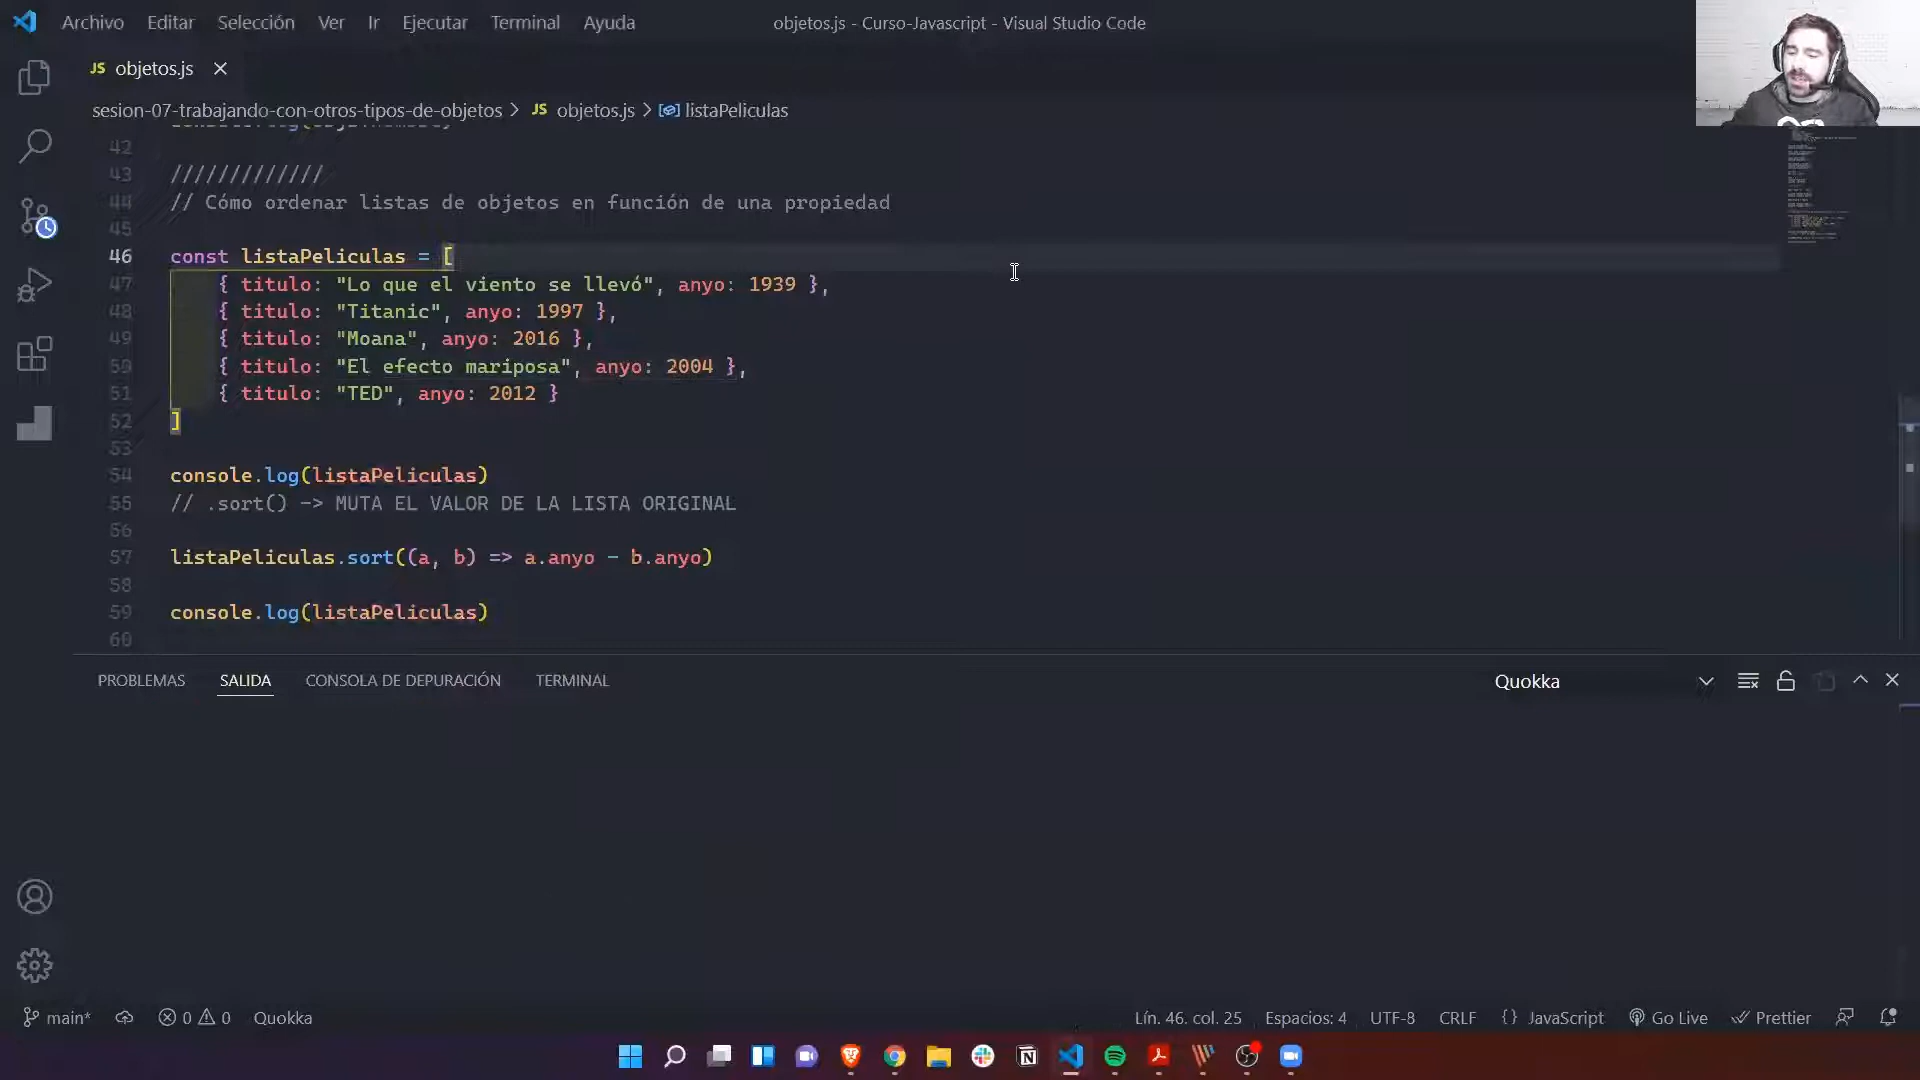 Archivo Editar Selección Ver Ir Ejecutar Terminal Ayuda
objetos.js - Curso-Javascript - Visual Studio Code
JS objetos.js
sesion-07-trabajando-con-otros-tipos-de-objetos > JS objetos.js > listaPeliculas
42
43 /////////////
44 // Cómo ordenar listas de objetos en función de una propiedad
45
46 const listaPeliculas = [
47 { titulo: "Lo que el viento se llevó", anyo: 1939 },
48 { titulo: "Titanic", anyo: 1997 },
49 { titulo: "Moana", anyo: 2016 },
50 { titulo: "El efecto mariposa", anyo: 2004 },
51 { titulo: "TED", anyo: 2012 }
52 ]
53
54 console.log(listaPeliculas)
55 // .sort() -> MUTA EL VALOR DE LA LISTA ORIGINAL
56
57 listaPeliculas.sort((a, b) => a.anyo - b.anyo)
58
59 console.log(listaPeliculas)
60
PROBLEMAS SALIDA CONSOLA DE DEPURACIÓN TERMINAL
Quokka
main* 0 0 Quokka
Lín. 46, col. 25 Espacios: 4 UTF-8 CRLF {} JavaScript Go Live Prettier